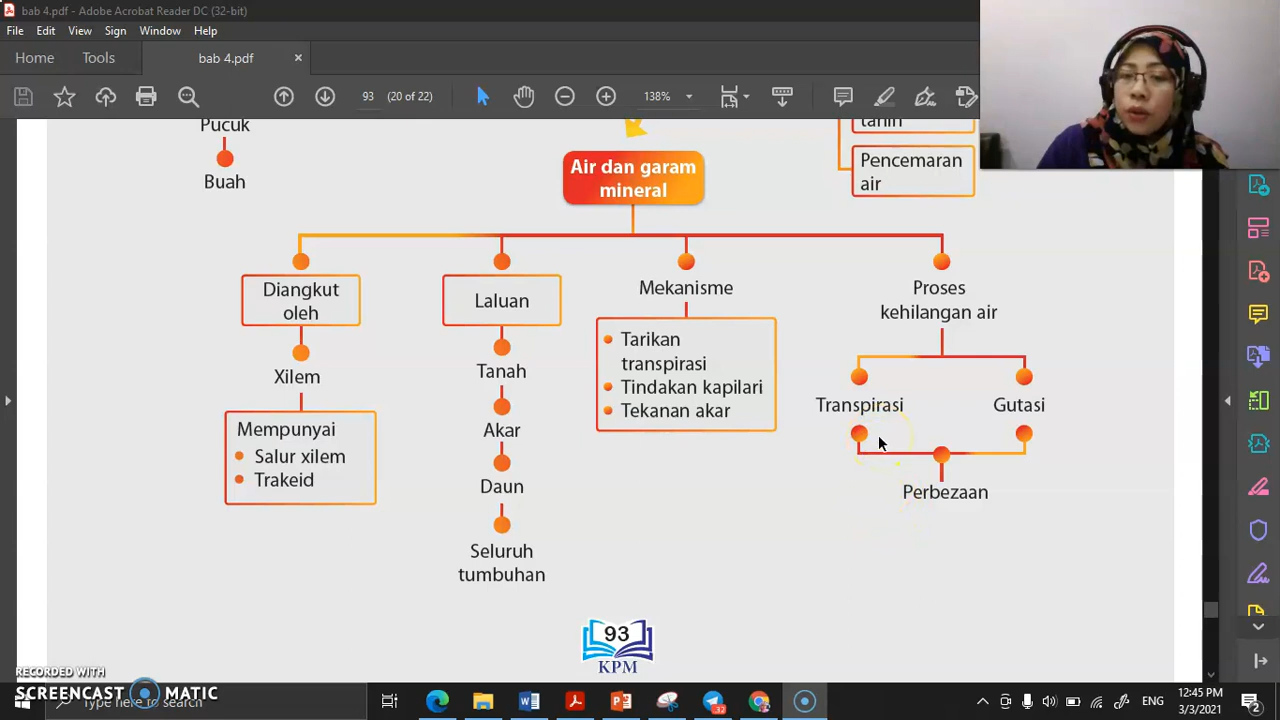 bab 4.pdf - Adobe Acrobat Reader DC (32-bit)
File Edit View Sign Window Help
Home Tools bab 4.pdf ×
93 (20 of 22) 138%
Pucuk
Buah
tanih
Pencemaran
air
Air dan garam
mineral
Diangkut
oleh
Xilem
Mempunyai
Salur xilem
Trakeid
Laluan
Tanah
Akar
Daun
Seluruh
tumbuhan
Mekanisme
Tarikan
transpirasi
Tindakan kapilari
Tekanan akar
Proses
kehilangan air
Transpirasi
Gutasi
Perbezaan
93
KPM
RECORDED WITH
SCREENCAST MATIC
Type here to search
32
ENG
12:45 PM
3/3/2021
2